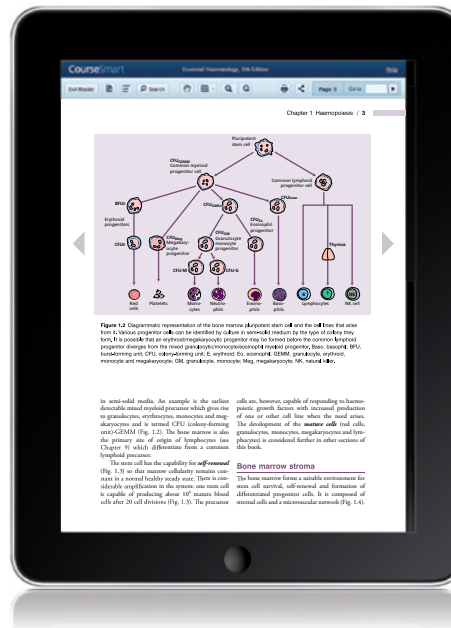 CourseSmart
Essential Haematology, 6th Edition
Help
Exit Reader
Search
Page 3
Go to
Chapter 1 Haemopoiesis / 3
Pluripotent
stem cell
CFU GEMM
Common myeloid
progenitor cell
Common lymphoid
progenitor cell
BFUE
CFU GMEo
CFU baso
Erythroid
progenitors
CFUE
CFU Meg
Megakary-
ocyte
progenitor
CFU GM
Granulocyte
monocyte
progenitor
CFU Eo
Eosinophil
progenitor
Thymus
CFU-M
CFU-G
B
T
NK
Red
cells
Platelets
Mono-
cytes
Neutro-
phils
Eosino-
phils
Baso-
phils
Lymphocytes
NK cell
Figure 1.2 Diagrammatic representation of the bone marrow pluripotent stem cell and the cell lines that arise
from it. Various progenitor cells can be identified by culture in semi-solid medium by the type of colony they
form. It is possible that an erythroid/megakaryocytic progenitor may be formed before the common lymphoid
progenitor diverges from the mixed granulocytic/monocyte/eosinophil myeloid progenitor. Baso, basophil; BFU,
burst-forming unit; CFU, colony-forming unit; E, erythroid; Eo, eosinophil; GEMM, granulocyte, erythroid,
monocyte and megakaryocyte; GM, granulocyte, monocyte; Meg, megakaryocyte; NK, natural killer.
in semi-solid media. An example is the earliest
detectable mixed myeloid precursor which gives rise
to granulocytes, erythrocytes, monocytes and meg-
akaryocytes and is termed CFU (colony-forming
unit)-GEMM (Fig. 1.2). The bone marrow is also
the primary site of origin of lymphocytes (see
Chapter 9) which differentiate from a common
lymphoid precursor.
The stem cell has the capability for self-renewal
(Fig. 1.3) so that marrow cellularity remains con-
stant in a normal healthy steady state. There is con-
siderable amplification in the system: one stem cell
is capable of producing about 10⁶ mature blood
cells after 20 cell divisions (Fig. 1.3). The precursor
cells are, however, capable of responding to haemo-
poietic growth factors with increased production
of one or other cell line when the need arises.
The development of the mature cells (red cells,
granulocytes, monocytes, megakaryocytes and lym-
phocytes) is considered further in other sections of
this book.
Bone marrow stroma
The bone marrow forms a suitable environment for
stem cell survival, self-renewal and formation of
differentiated progenitor cells. It is composed of
stromal cells and a microvascular network (Fig. 1.4).